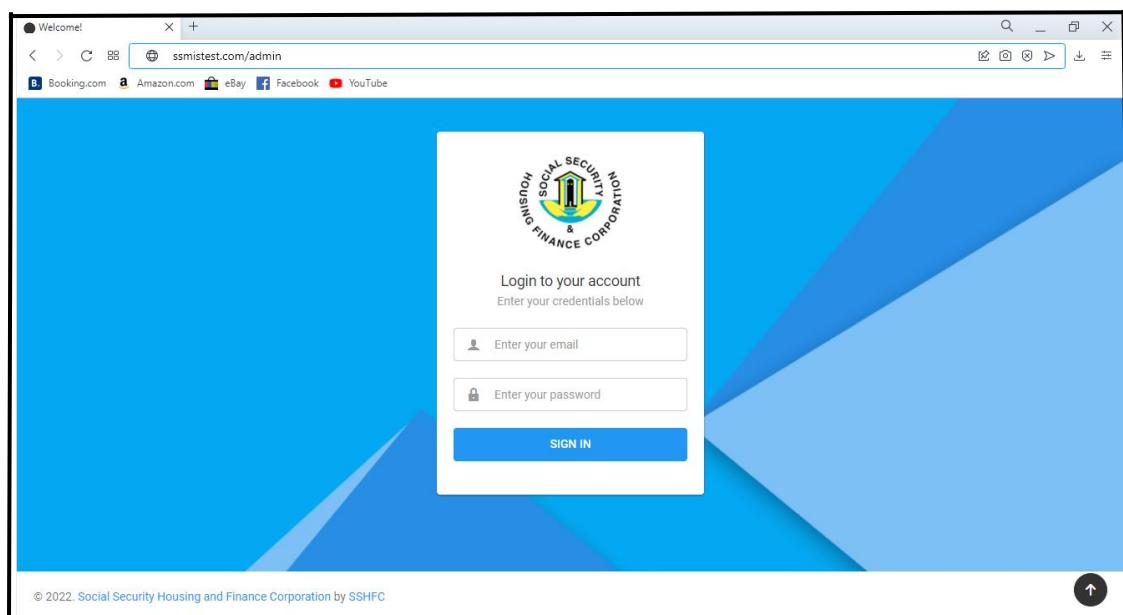 Welcome!
ssmistest.com/admin
B. Booking.com a Amazon.com eBay f Facebook YouTube
SOCIAL SECURITY
HOUSING FINANCE CORPORATION
&
Login to your account
Enter your credentials below
Enter your email
Enter your password
SIGN IN
© 2022. Social Security Housing and Finance Corporation by SSHFC